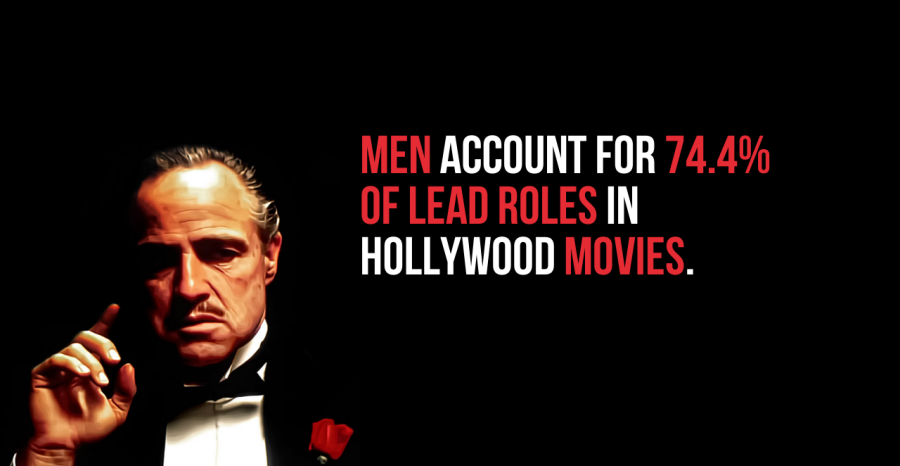 MEN ACCOUNT FOR 74.4%
OF LEAD ROLES IN
HOLLYWOOD MOVIES.